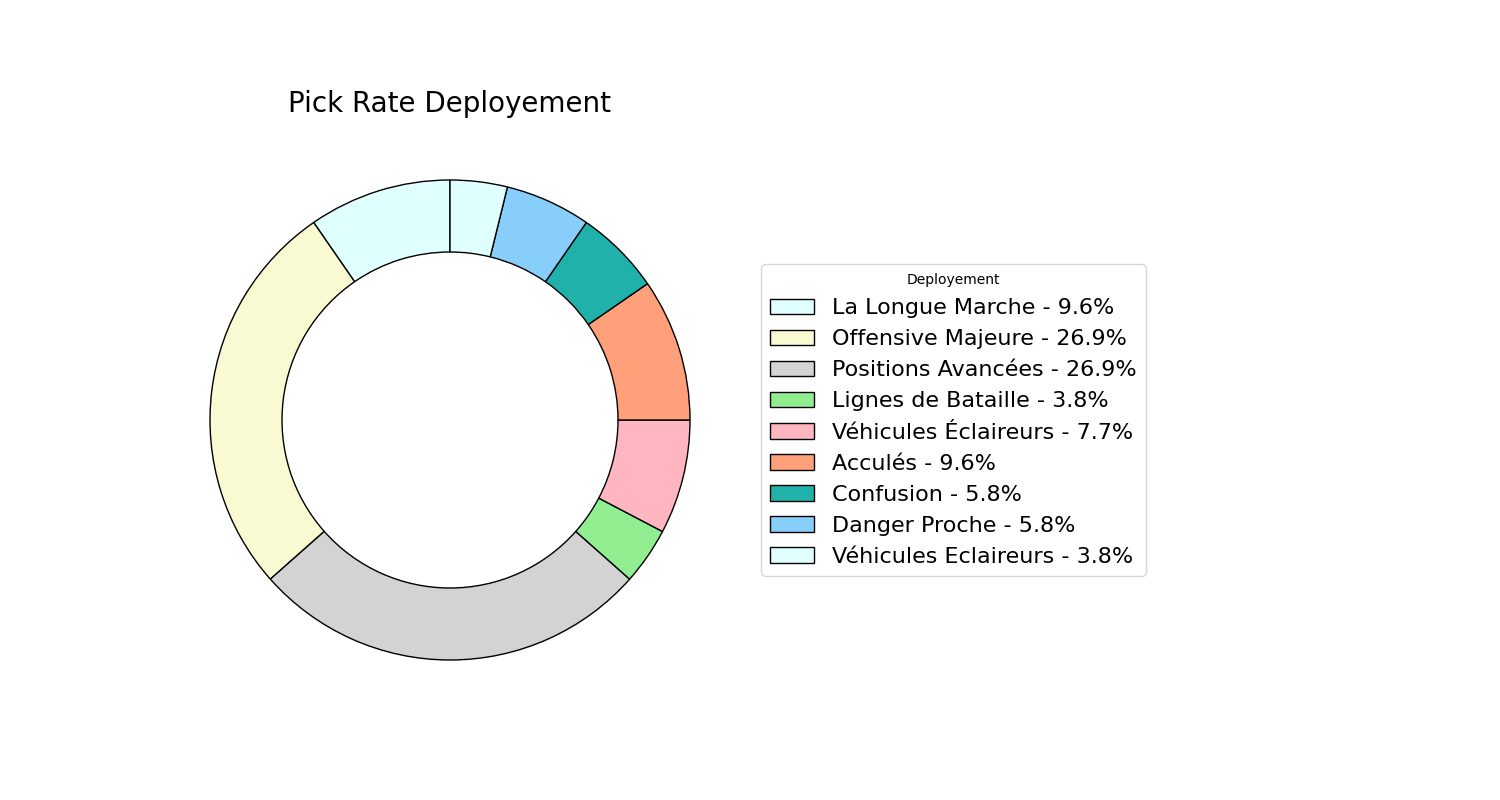 Pick Rate Deployement
Deployement
La Longue Marche - 9.6%
Offensive Majeure - 26.9%
Positions Avancées - 26.9%
Lignes de Bataille - 3.8%
Véhicules Éclaireurs - 7.7%
Acculés - 9.6%
Confusion - 5.8%
Danger Proche - 5.8%
Véhicules Eclaireurs - 3.8%